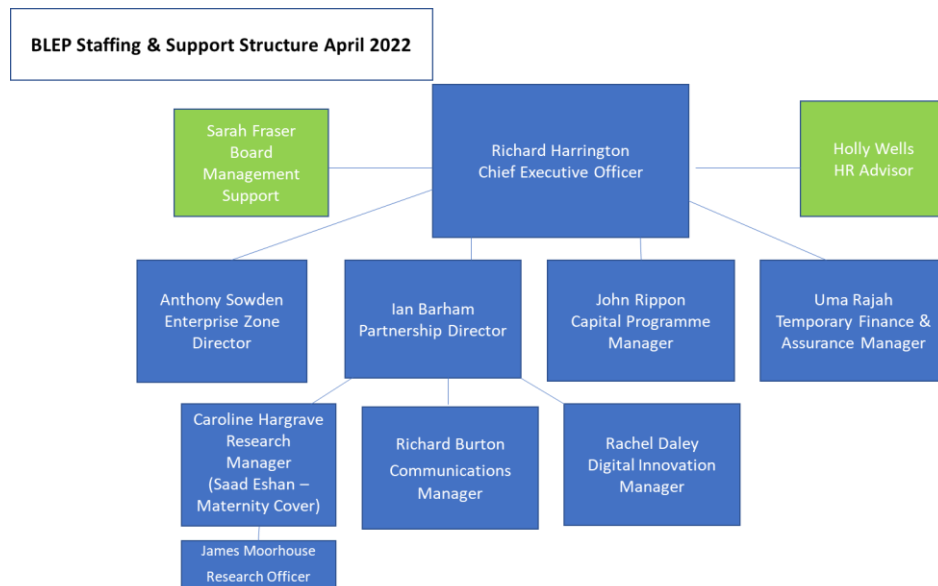 BLEP Staffing & Support Structure April 2022
Sarah Fraser
Board
Management
Support
Richard Harrington
Chief Executive Officer
Holly Wells
HR Advisor
Anthony Sowden
Enterprise Zone
Director
Ian Barham
Partnership Director
John Rippon
Capital Programme
Manager
Uma Rajah
Temporary Finance &
Assurance Manager
Caroline Hargrave
Research
Manager
(Saad Eshan –
Maternity Cover)
Richard Burton
Communications
Manager
Rachel Daley
Digital Innovation
Manager
James Moorhouse
Research Officer